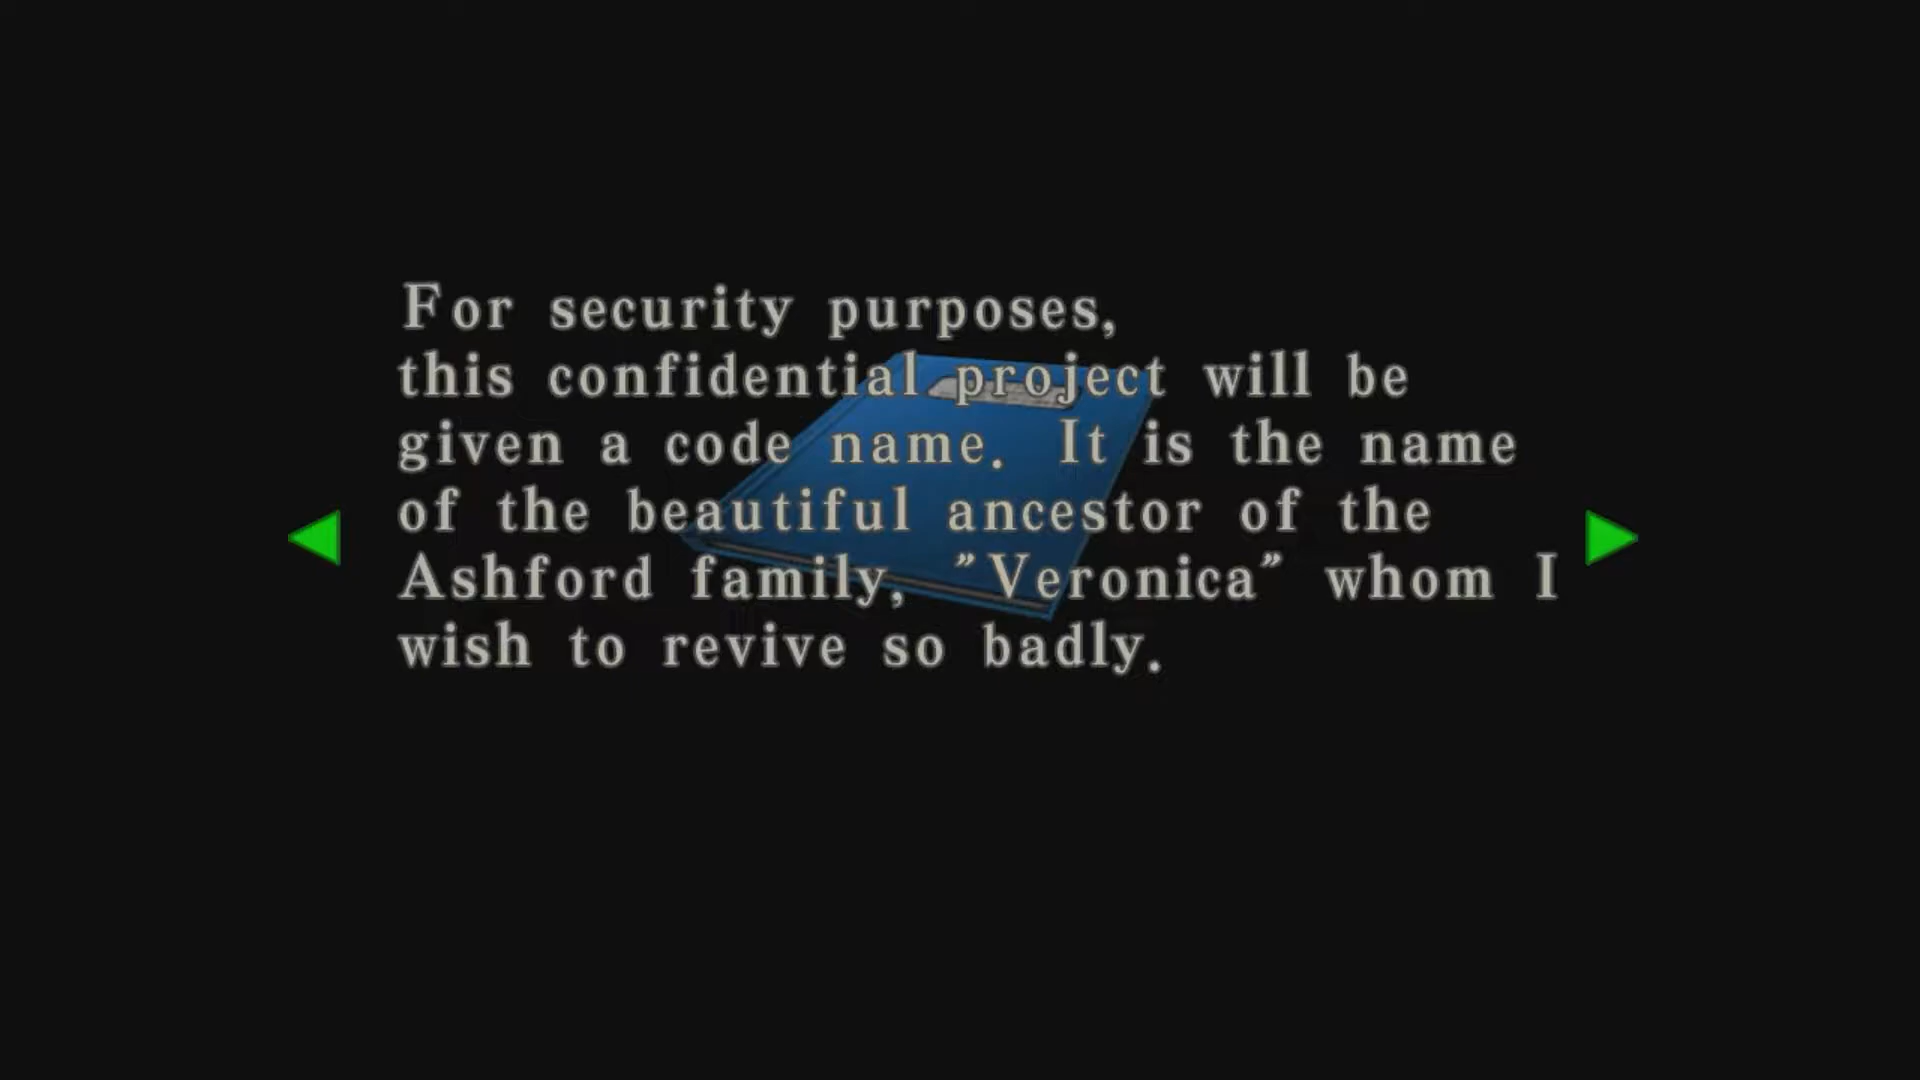 For security purposes,
this confidential project will be
given a code name. It is the name
of the beautiful ancestor of the
Ashford family, "Veronica" whom I
wish to revive so badly.